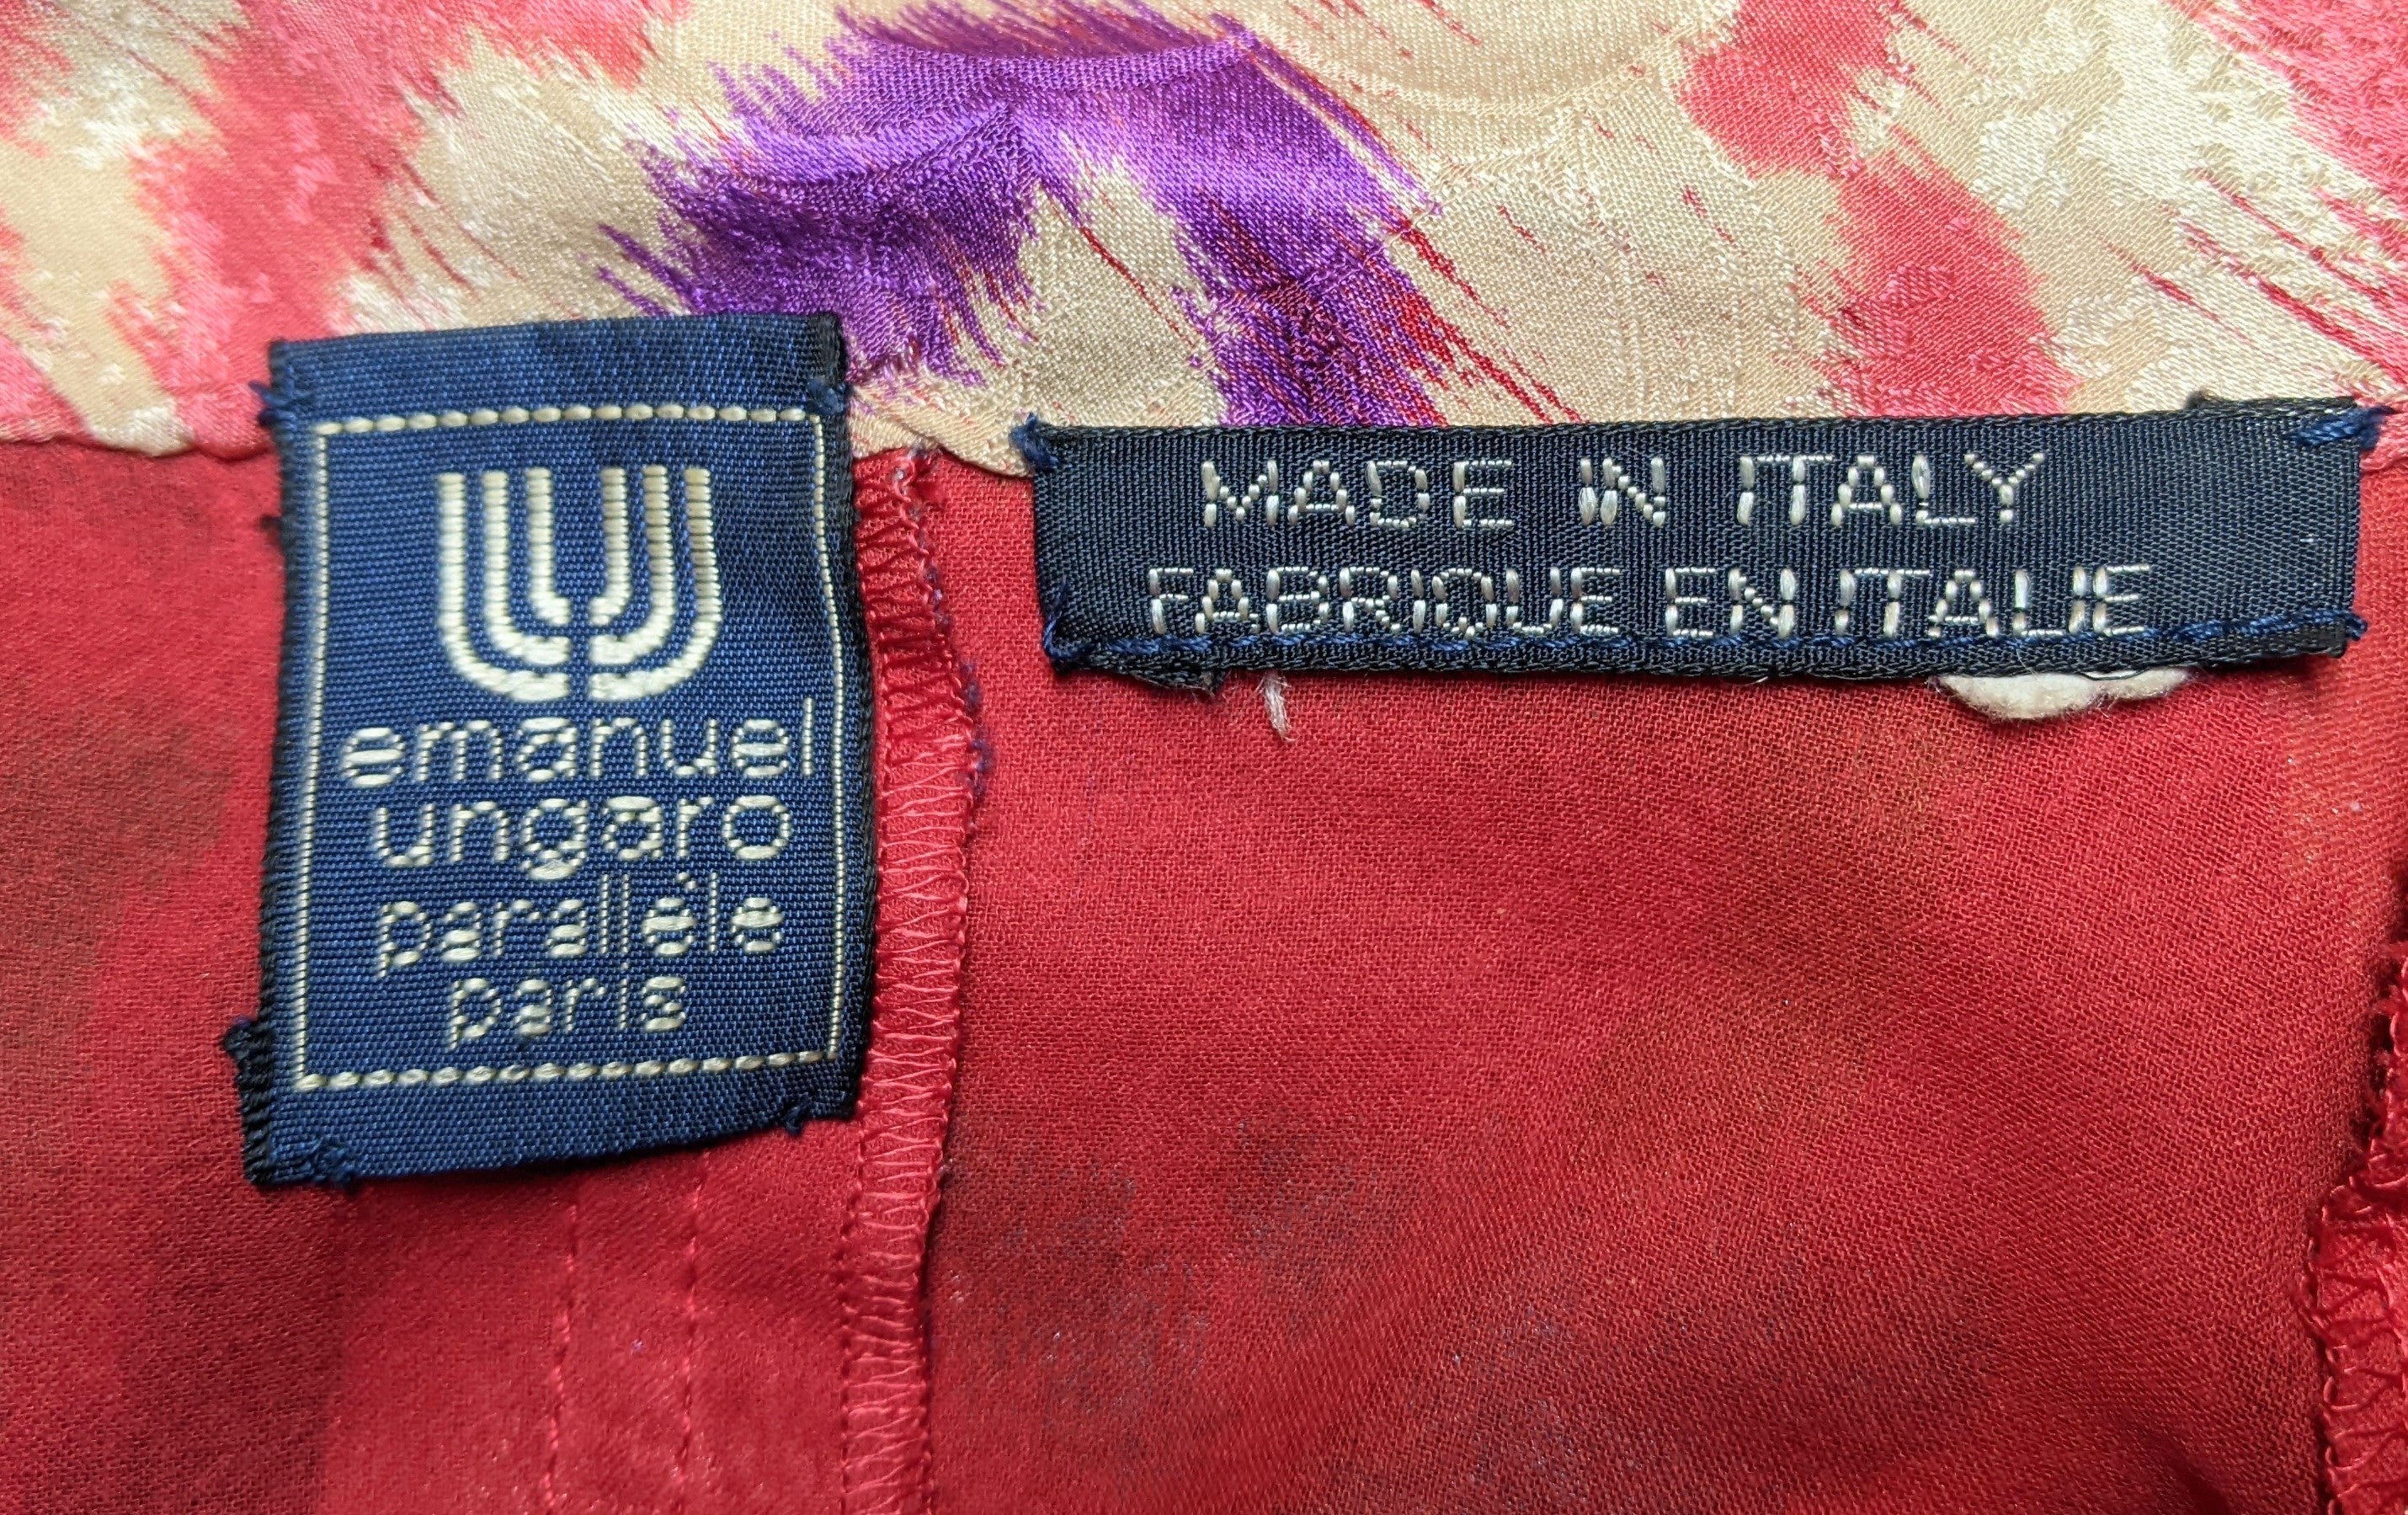 emanuel
ungaro
parallèle
paris
MADE IN ITALY
FABRIQUE EN ITALIE